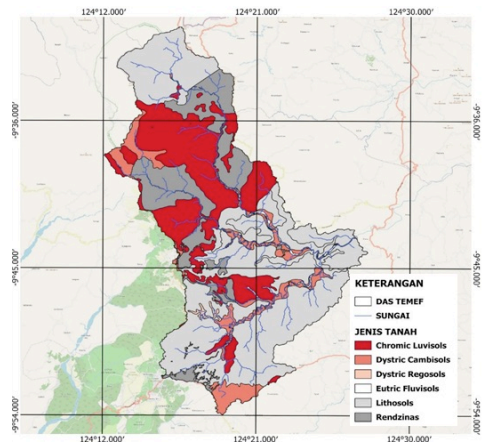 124°12.000' 124°21.000' 124°30.000'
-9°36.000' -9°36.000'
-9°45.000' -9°45.000'
KETERANGAN
DAS TEMEF
SUNGAI
JENIS TANAH
Chromic Luvisols
Dystric Cambisols
Dystric Regosols
Eutric Fluvisols
Lithosols
Rendzinas
-9°54.000' -9°54.000'
124°12.000' 124°21.000' 124°30.000'